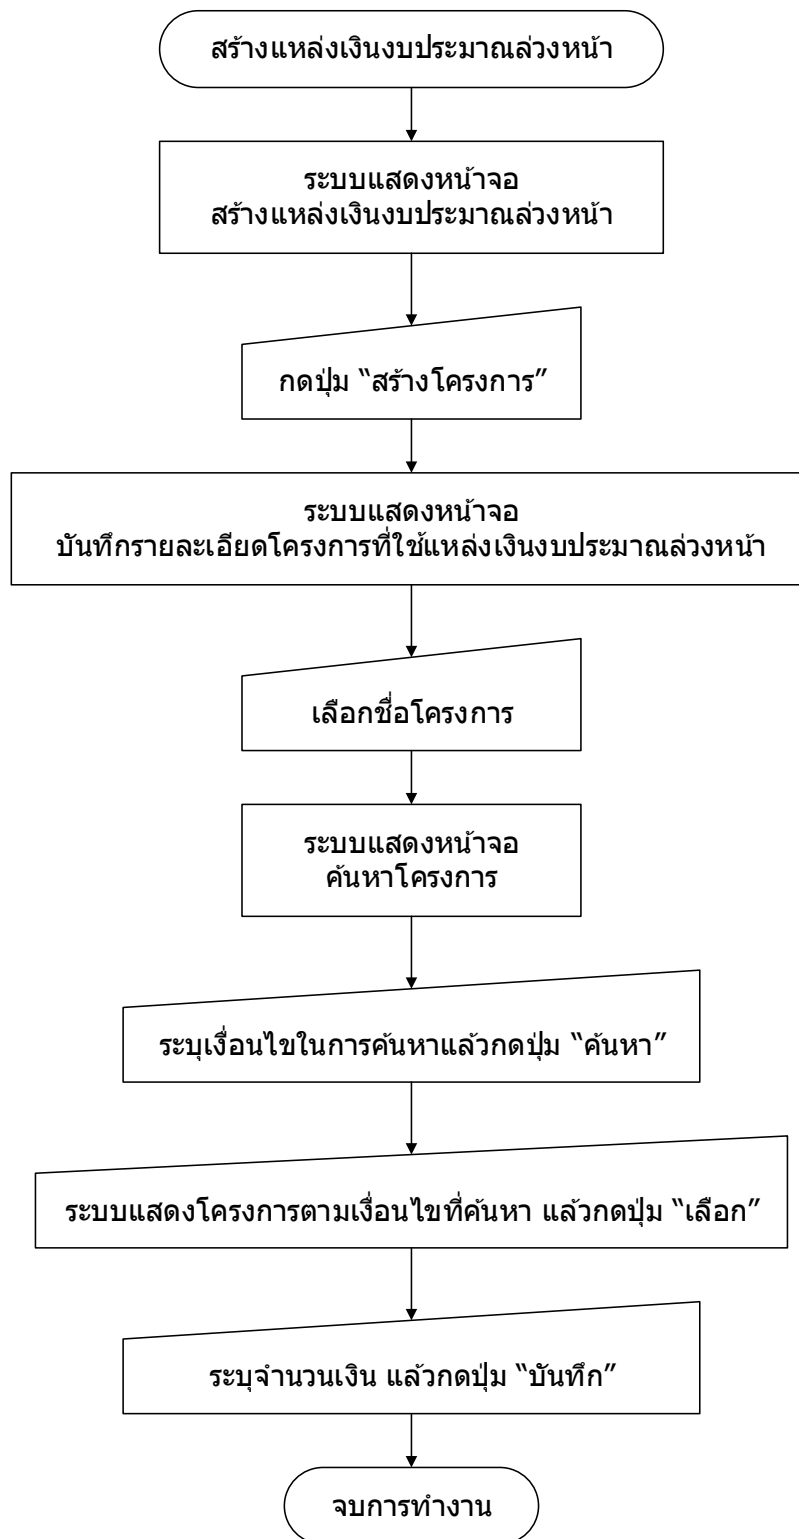 สร้างแหล่งเงินงบประมาณล่วงหน้า
ระบบแสดงหน้าจอ
สร้างแหล่งเงินงบประมาณล่วงหน้า
กดปุ่ม “สร้างโครงการ”
ระบบแสดงหน้าจอ
บันทึกรายละเอียดโครงการที่ใช้แหล่งเงินงบประมาณล่วงหน้า
เลือกชื่อโครงการ
ระบบแสดงหน้าจอ
ค้นหาโครงการ
ระบุเงื่อนไขในการค้นหาแล้วกดปุ่ม “ค้นหา”
ระบบแสดงโครงการตามเงื่อนไขที่ค้นหา แล้วกดปุ่ม “เลือก”
ระบุจำนวนเงิน แล้วกดปุ่ม “บันทึก”
จบการทำงาน